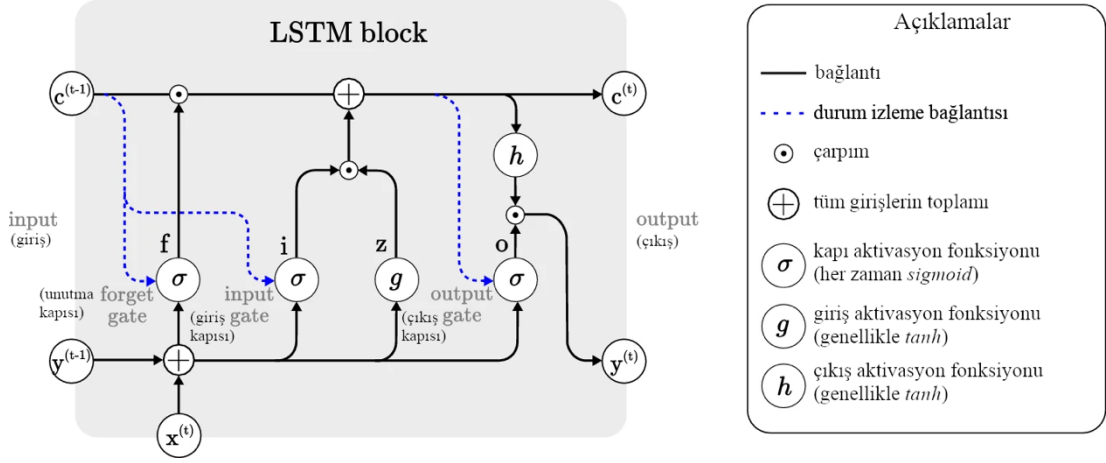 LSTM block
c(t-1)
c(t)
h
input
(giriş)
output
(çıkış)
f
i
z
o
σ
σ
g
σ
(unutma
kapısı)
forget
gate
input
gate
(giriş
kapısı)
output
gate
(çıkış
kapısı)
y(t-1)
y(t)
x(t)
Açıklamalar
bağlantı
durum izleme bağlantısı
çarpım
tüm girişlerin toplamı
σ
kapı aktivasyon fonksiyonu
(her zaman sigmoid)
g
giriş aktivasyon fonksiyonu
(genellikle tanh)
h
çıkış aktivasyon fonksiyonu
(genellikle tanh)